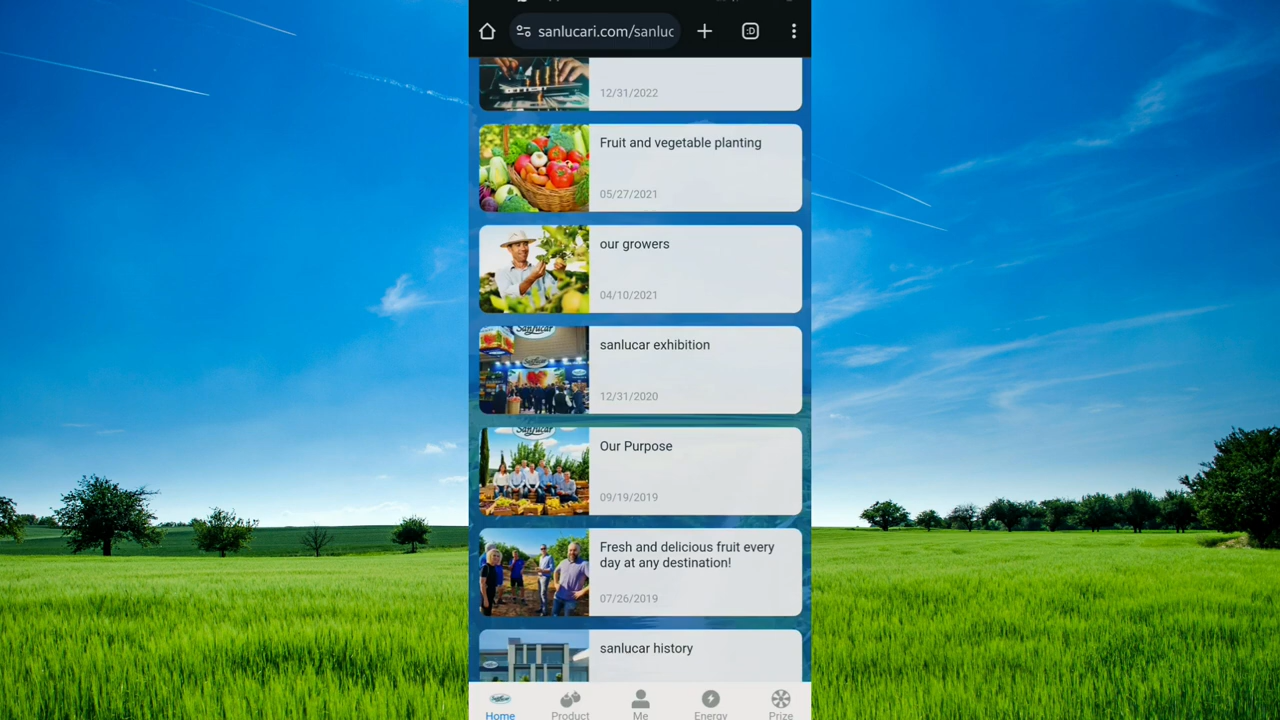 sanlucari.com/sanluc
:D
12/31/2022
Fruit and vegetable planting
05/27/2021
our growers
04/10/2021
SanLucar
sanlucar exhibition
12/31/2020
SanLucar
Our Purpose
09/19/2019
Fresh and delicious fruit every
day at any destination!
07/26/2019
sanlucar history
Home
Product
Me
Energy
Prize